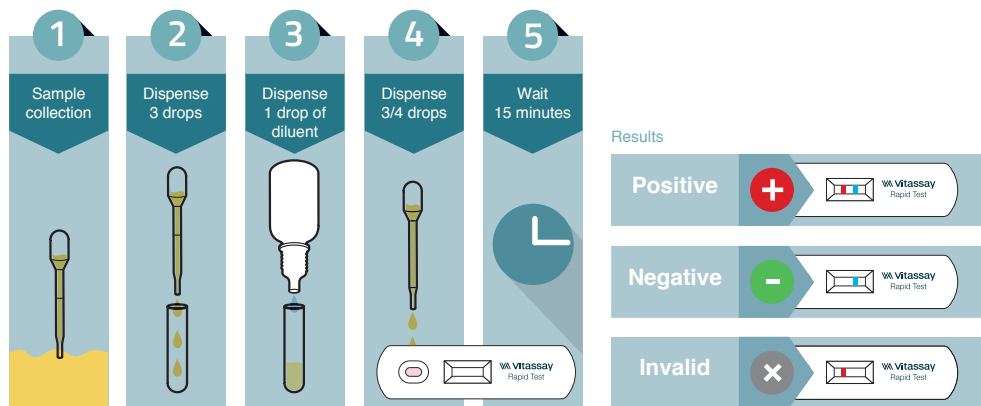 1
Sample
collection
2
Dispense
3 drops
3
Dispense
1 drop of
diluent
4
Dispense
3/4 drops
5
Wait
15 minutes
Vitassay
Rapid Test
Results
Positive
+
Vitassay
Rapid Test
Negative
-
Vitassay
Rapid Test
Invalid
×
Vitassay
Rapid Test